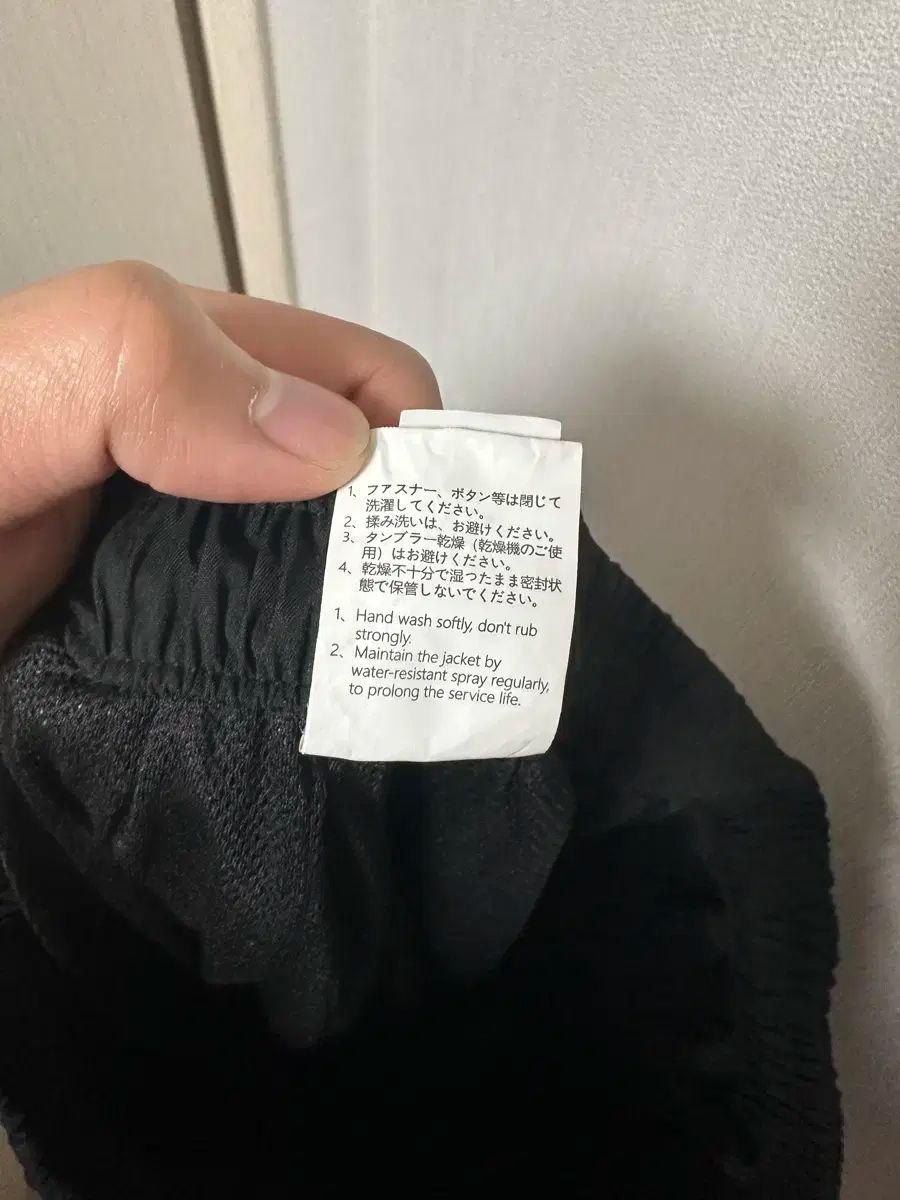 1、ファスナー、ボタン等は閉じて
洗濯してください。
2、揉み洗いは、お避けください。
3、タンブラー乾燥（乾燥機のご使
用）はお避けください。
4、乾燥不十分で湿つたまま密封状
態で保管しないでください。
1、Hand wash softly, don't rub
strongly.
2、Maintain the jacket by
water-resistant spray regularly,
to prolong the service life.